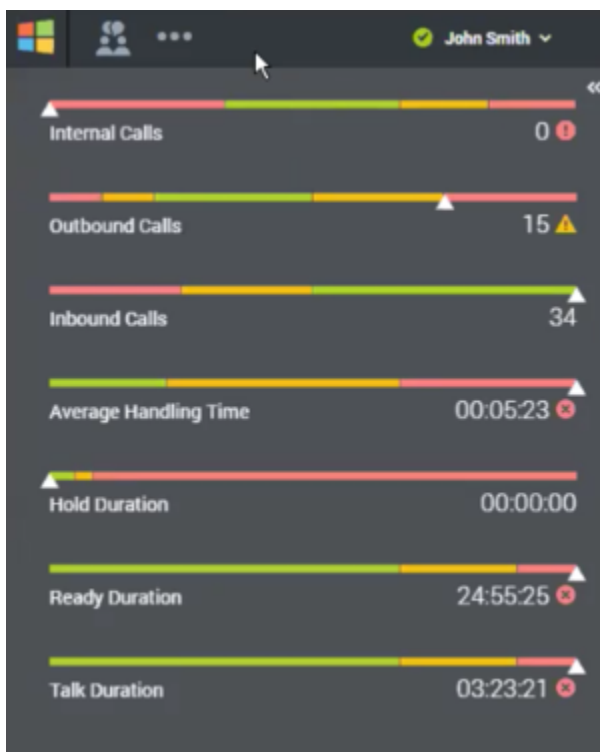 John Smith
Internal Calls 0
Outbound Calls 15
Inbound Calls 34
Average Handling Time 00:05:23
Hold Duration 00:00:00
Ready Duration 24:55:25
Talk Duration 03:23:21